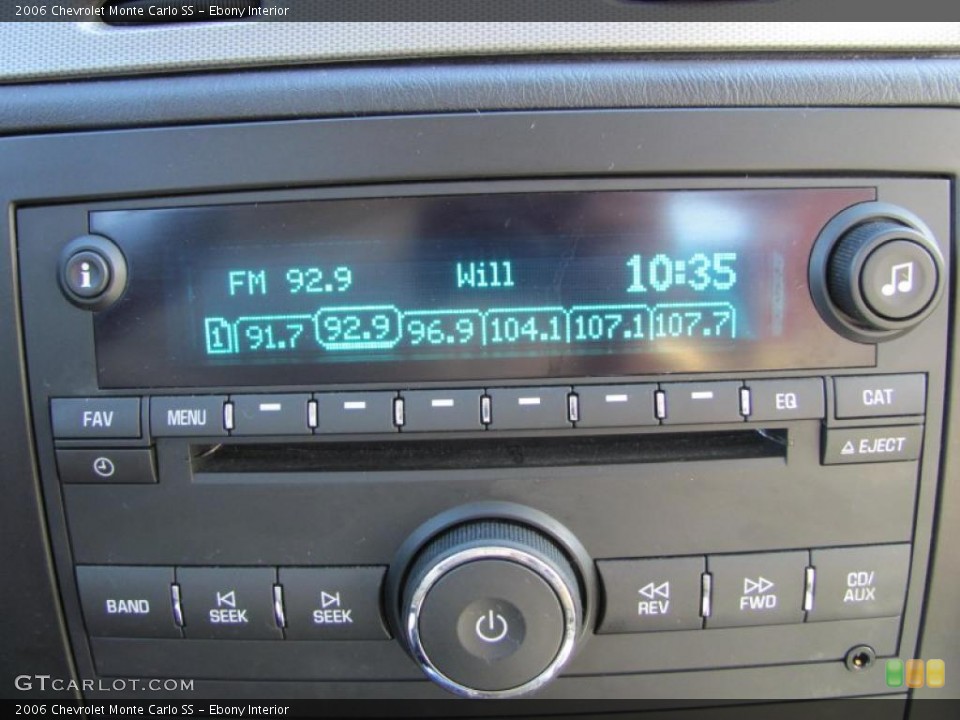 2006 Chevrolet Monte Carlo SS - Ebony Interior
FM 92.9 Will 10:35
1 91.7 92.9 96.9 104.1 107.1 107.7
FAV MENU EQ CAT
EJECT
BAND SEEK SEEK REV FWD CD/
AUX
GTCARLOT.COM
2006 Chevrolet Monte Carlo SS - Ebony Interior